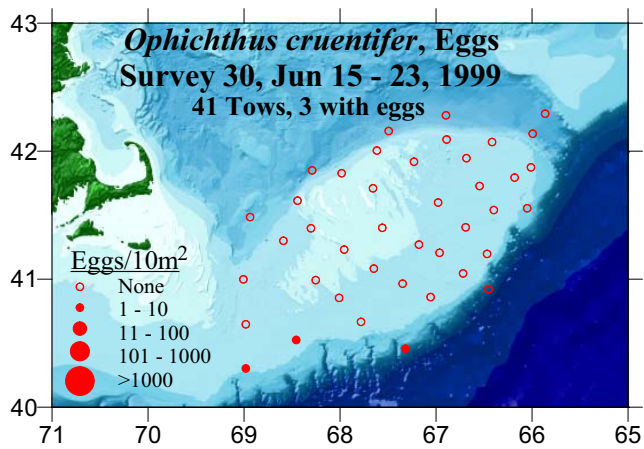 43
Ophichthus cruentifer, Eggs
Survey 30, Jun 15 - 23, 1999
41 Tows, 3 with eggs
42
41
Eggs/10m²
None
1 - 10
11 - 100
101 - 1000
>1000
40
71 70 69 68 67 66 65